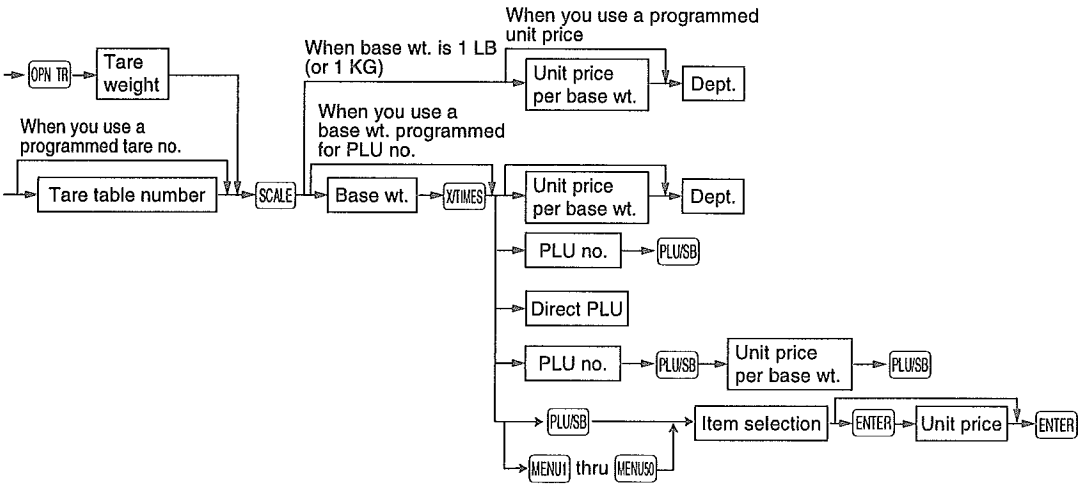 When you use a programmed
unit price
When base wt. is 1 LB
(or 1 KG)
OPN TR
Tare
weight
Unit price
per base wt.
Dept.
When you use a
programmed tare no.
When you use a
base wt. programmed
for PLU no.
Tare table number
SCALE
Base wt.
X/TIMES
Unit price
per base wt.
Dept.
PLU no.
PLU/SB
Direct PLU
PLU no.
PLU/SB
Unit price
per base wt.
PLU/SB
PLU/SB
Item selection
ENTER
Unit price
ENTER
MENU1 thru MENU50